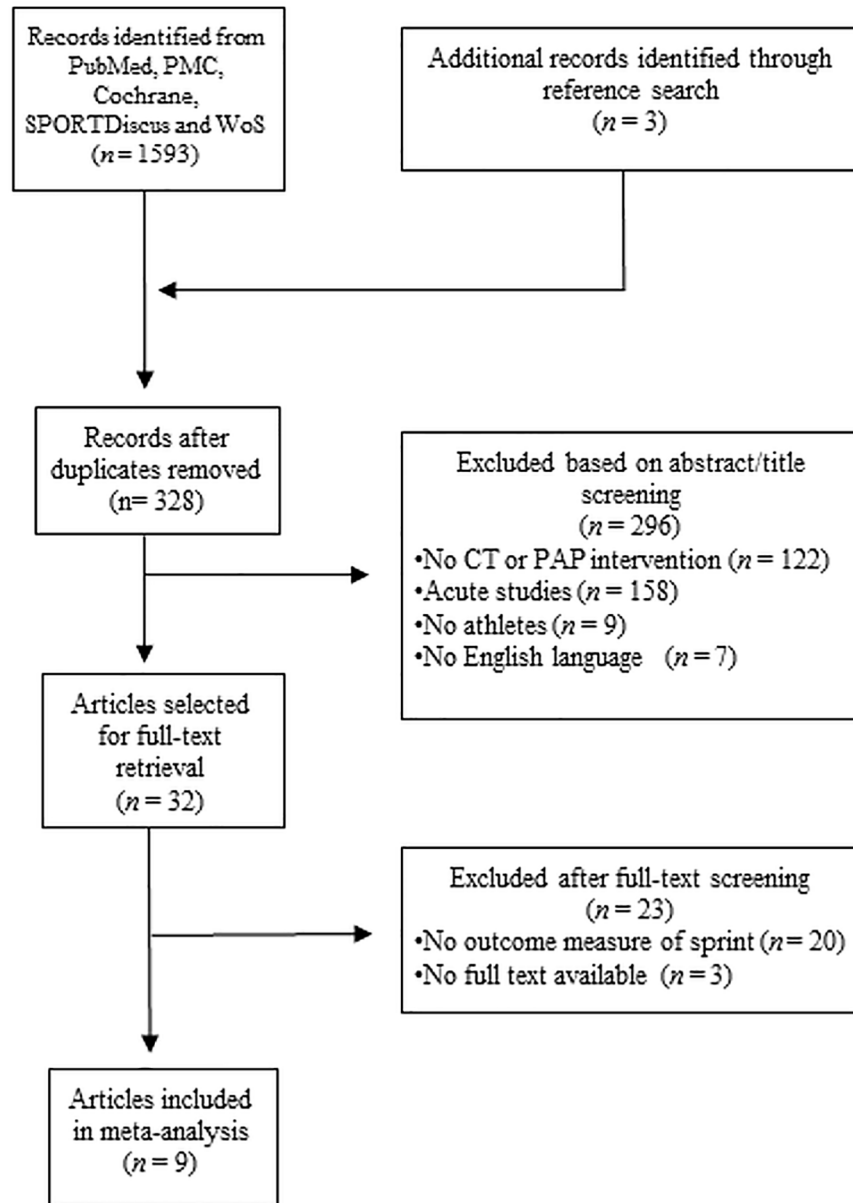 Records identified from
PubMed, PMC,
Cochrane,
SPORTDiscus and WoS
(n = 1593)
Additional records identified through
reference search
(n = 3)
Records after
duplicates removed
(n= 328)
Excluded based on abstract/title
screening
(n = 296)
•No CT or PAP intervention (n = 122)
•Acute studies (n = 158)
•No athletes (n = 9)
•No English language (n = 7)
Articles selected
for full-text
retrieval
(n = 32)
Excluded after full-text screening
(n = 23)
•No outcome measure of sprint (n = 20)
•No full text available (n = 3)
Articles included
in meta-analysis
(n = 9)